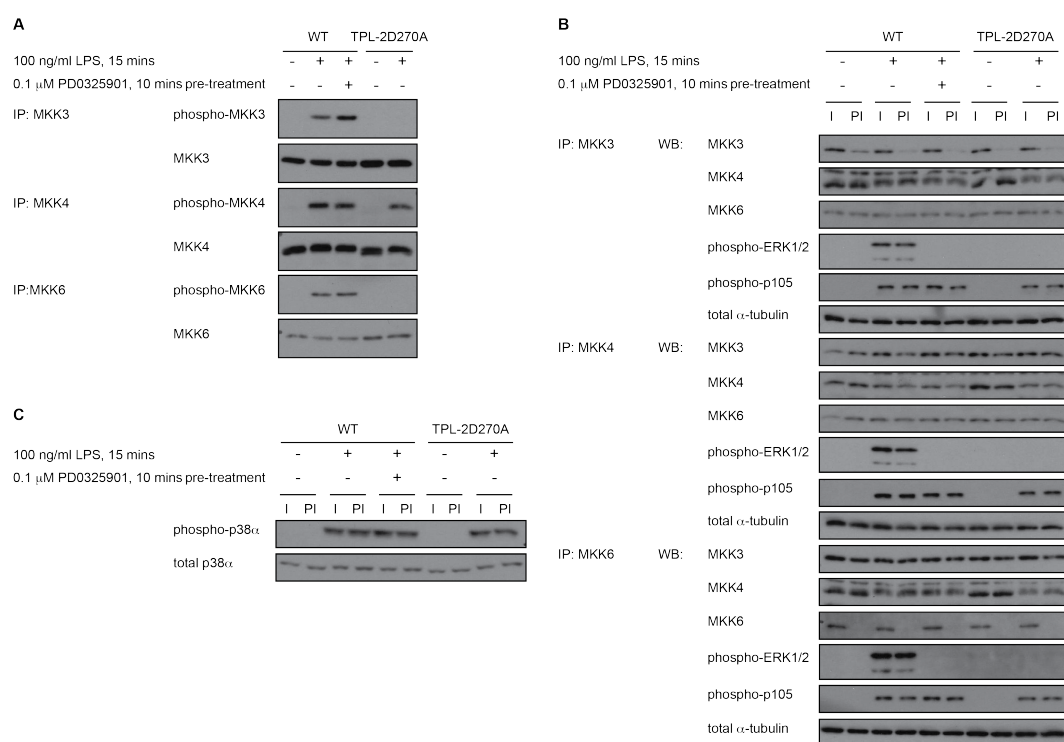 A
WT TPL-2D270A
100 ng/ml LPS, 15 mins - + + - +
0.1 μM PD0325901, 10 mins pre-treatment - - + - -
IP: MKK3 phospho-MKK3
MKK3
IP: MKK4 phospho-MKK4
MKK4
IP:MKK6 phospho-MKK6
MKK6
B
WT TPL-2D270A
100 ng/ml LPS, 15 mins - + + - +
0.1 μM PD0325901, 10 mins pre-treatment - - + - -
I PI I PI I PI I PI I PI
IP: MKK3 WB: MKK3
MKK4
MKK6
phospho-ERK1/2
phospho-p105
total α-tubulin
IP: MKK4 WB: MKK3
MKK4
MKK6
phospho-ERK1/2
phospho-p105
total α-tubulin
IP: MKK6 WB: MKK3
MKK4
MKK6
phospho-ERK1/2
phospho-p105
total α-tubulin
C
WT TPL-2D270A
100 ng/ml LPS, 15 mins - + + - +
0.1 μM PD0325901, 10 mins pre-treatment - - + - -
I PI I PI I PI I PI I PI
phospho-p38α
total p38α